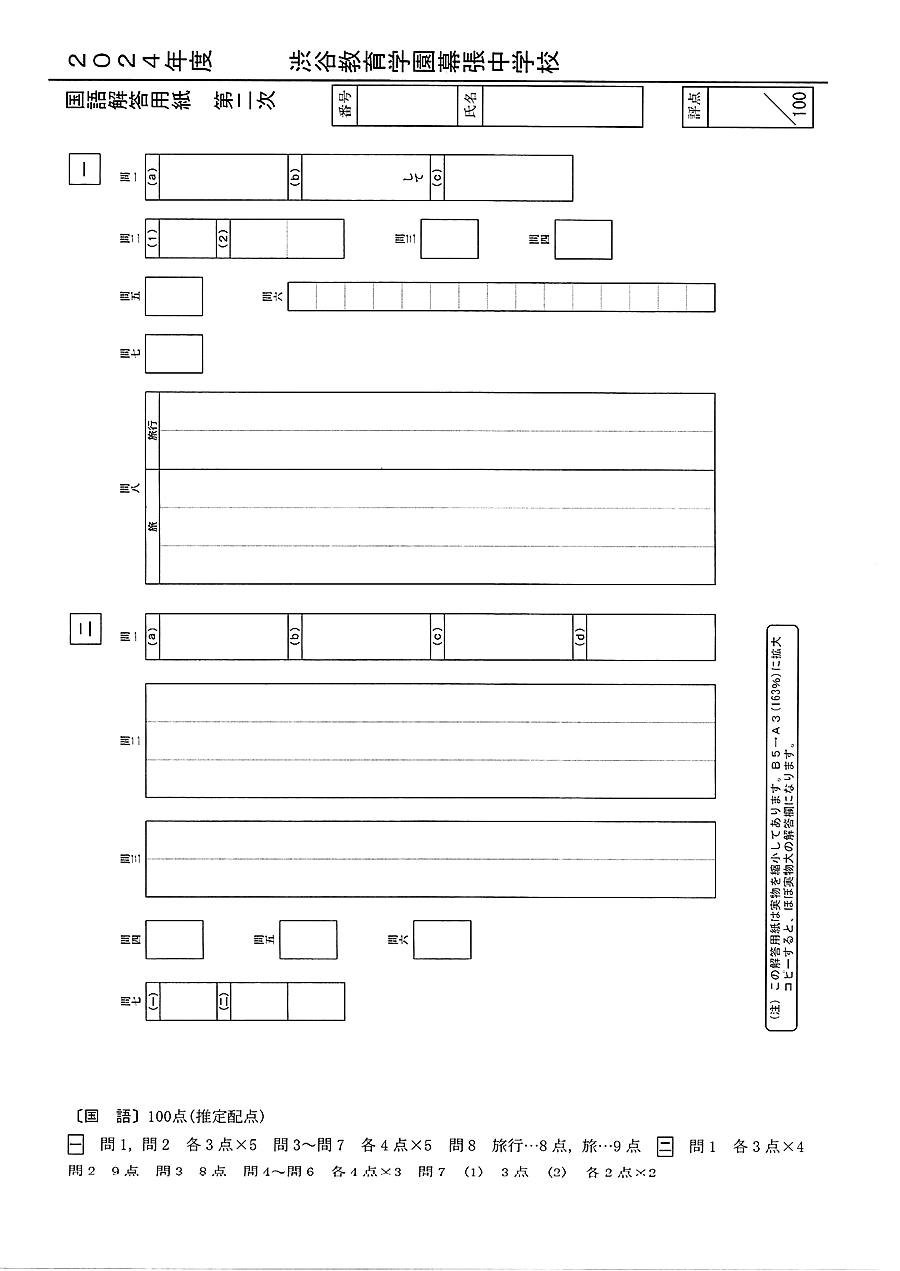 2024年度 渋谷教育学園幕張中学校
国語解答用紙 第二次
番号
氏名
評点
/100
一
問一 (a) (b) して (c)
問二 (1) (2) 問三 問四
問五 問六
問七
問八 旅行 旅
二
問一 (a) (b) (c) (d)
問二
問三
問四 問五 問六
問七 (一) (二)
(注) この解答用紙は実物を縮小してあります。B5→A3(163%)に拡大
コピーすると、ほぼ実物大の解答欄になります。
〔国 語〕100点(推定配点)
一 問1, 問2 各3点×5 問3~問7 各4点×5 問8 旅行…8点, 旅…9点 二 問1 各3点×4
問2 9点 問3 8点 問4~問6 各4点×3 問7 (1) 3点 (2) 各2点×2